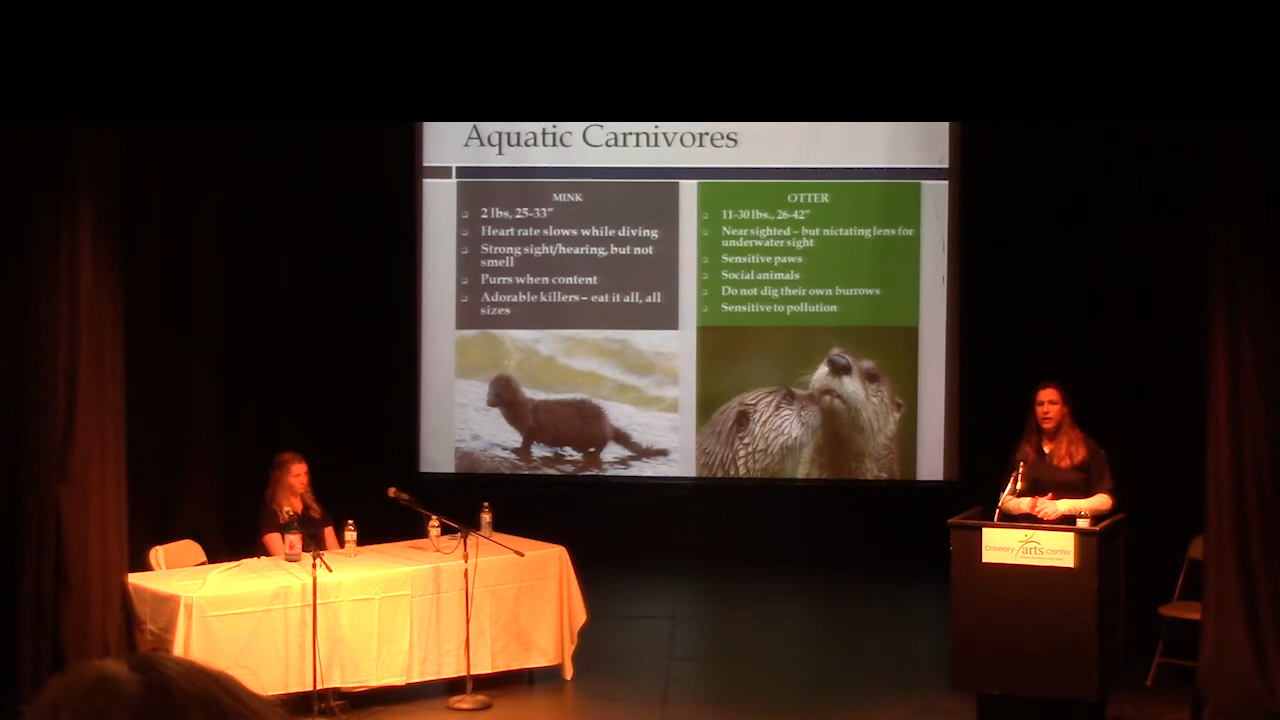 Aquatic Carnivores
MINK
2 lbs, 25-33"
Heart rate slows while diving
Strong sight/hearing, but not
smell
Purrs when content
Adorable killers – eat it all, all
sizes
OTTER
11-30 lbs., 26-42"
Near sighted – but nictating lens for
underwater sight
Sensitive paws
Social animals
Do not dig their own burrows
Sensitive to pollution
brewery arts center